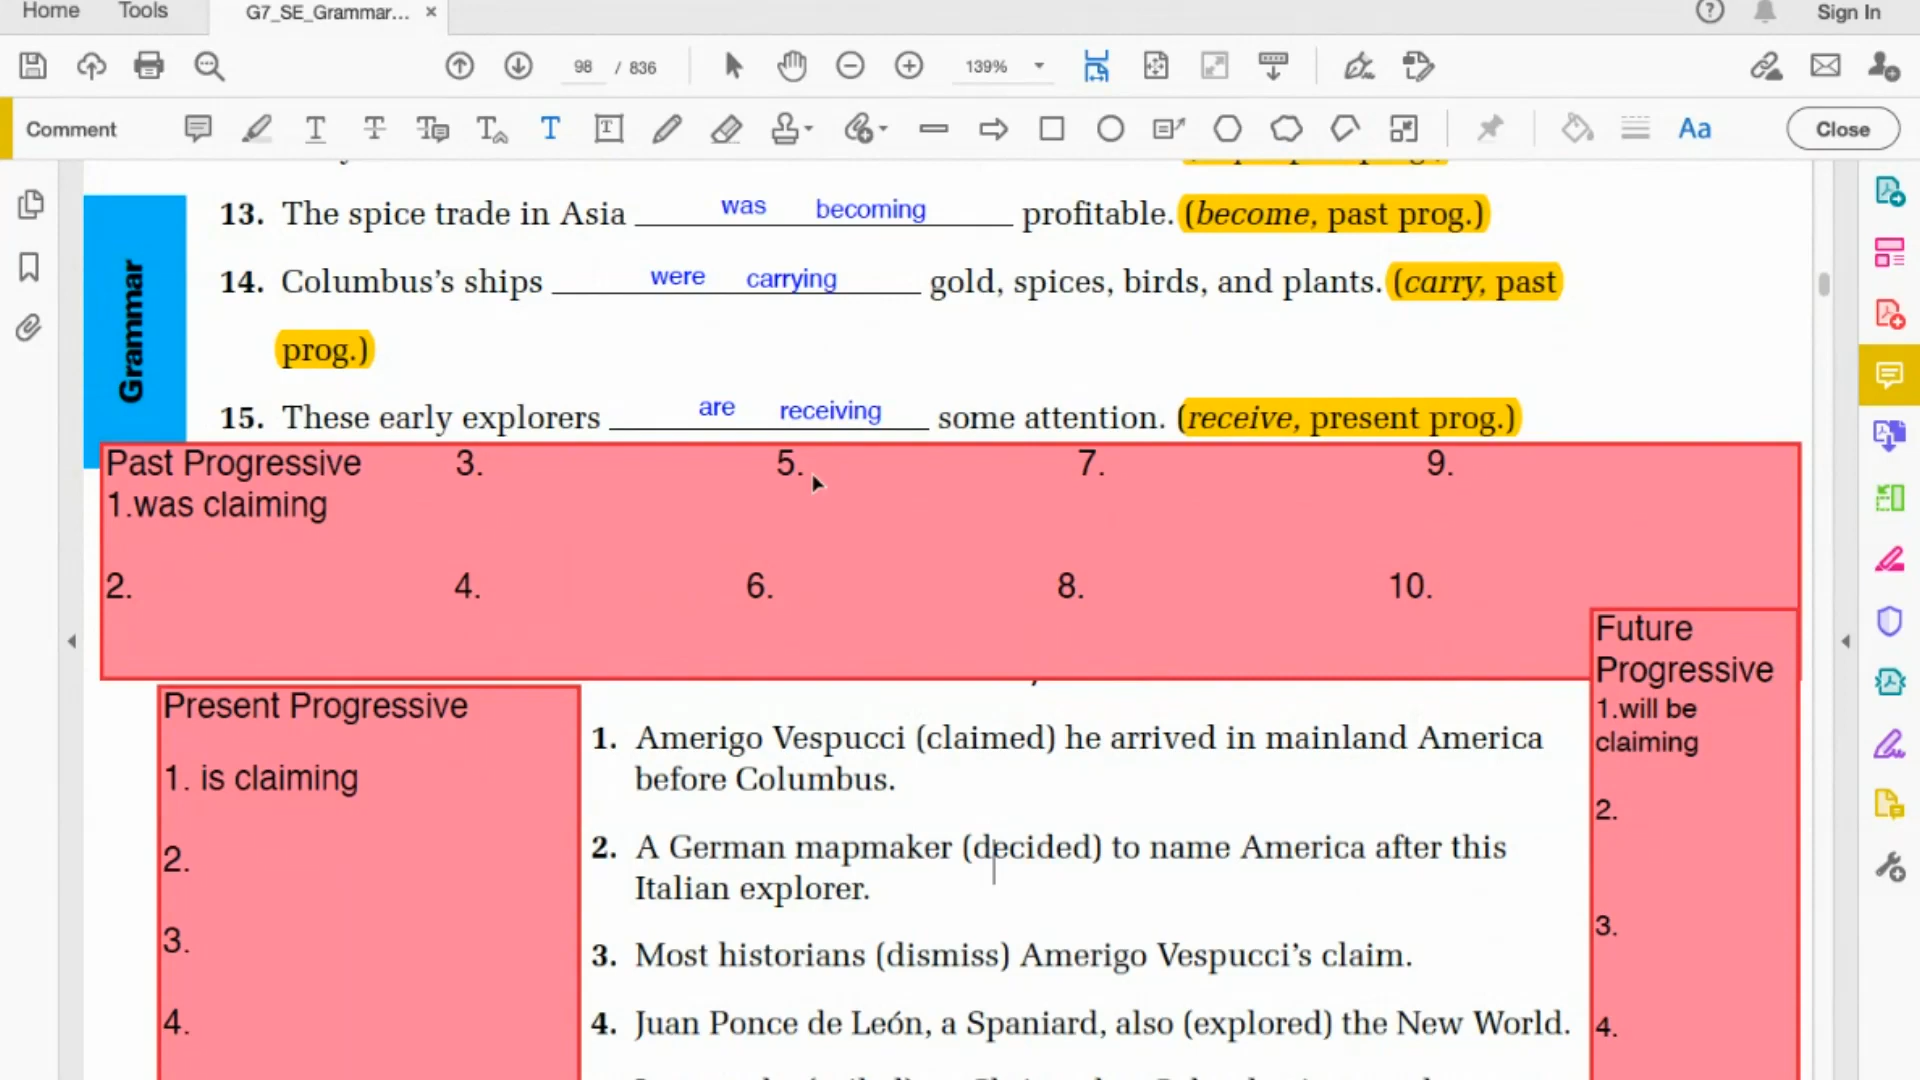 Home Tools G7_SE_Grammar... × Sign In
98 / 836 139%
Comment Aa Close
Grammar
13. The spice trade in Asia was becoming profitable. (become, past prog.)
14. Columbus’s ships were carrying gold, spices, birds, and plants. (carry, past
prog.)
15. These early explorers are receiving some attention. (receive, present prog.)
Past Progressive 3. 5. 7. 9.
1.was claiming
2. 4. 6. 8. 10.
Present Progressive
1. is claiming
2.
3.
4.
1. Amerigo Vespucci (claimed) he arrived in mainland America
before Columbus.
2. A German mapmaker (decided) to name America after this
Italian explorer.
3. Most historians (dismiss) Amerigo Vespucci’s claim.
4. Juan Ponce de León, a Spaniard, also (explored) the New World.
Future
Progressive
1.will be
claiming
2.
3.
4.